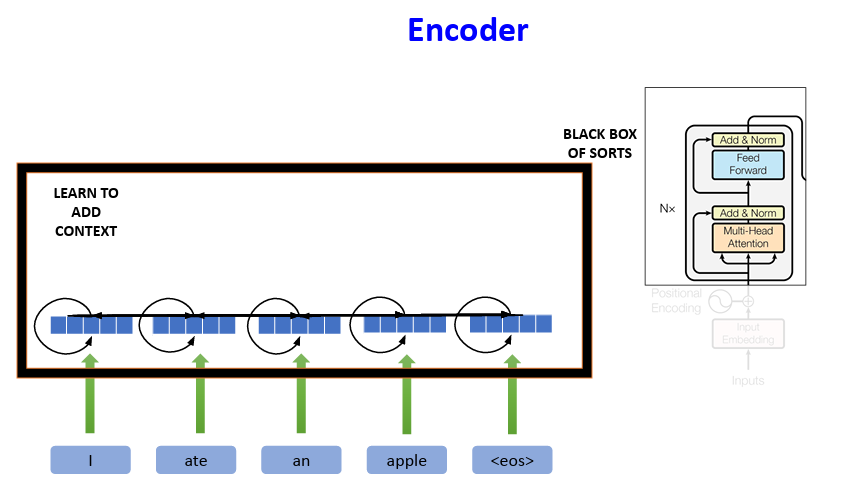 Encoder
BLACK BOX
OF SORTS
LEARN TO
ADD
CONTEXT
I
ate
an
apple
<eos>
Add & Norm
Feed
Forward
N×
Add & Norm
Multi-Head
Attention
Positional
Encoding
Input
Embedding
Inputs